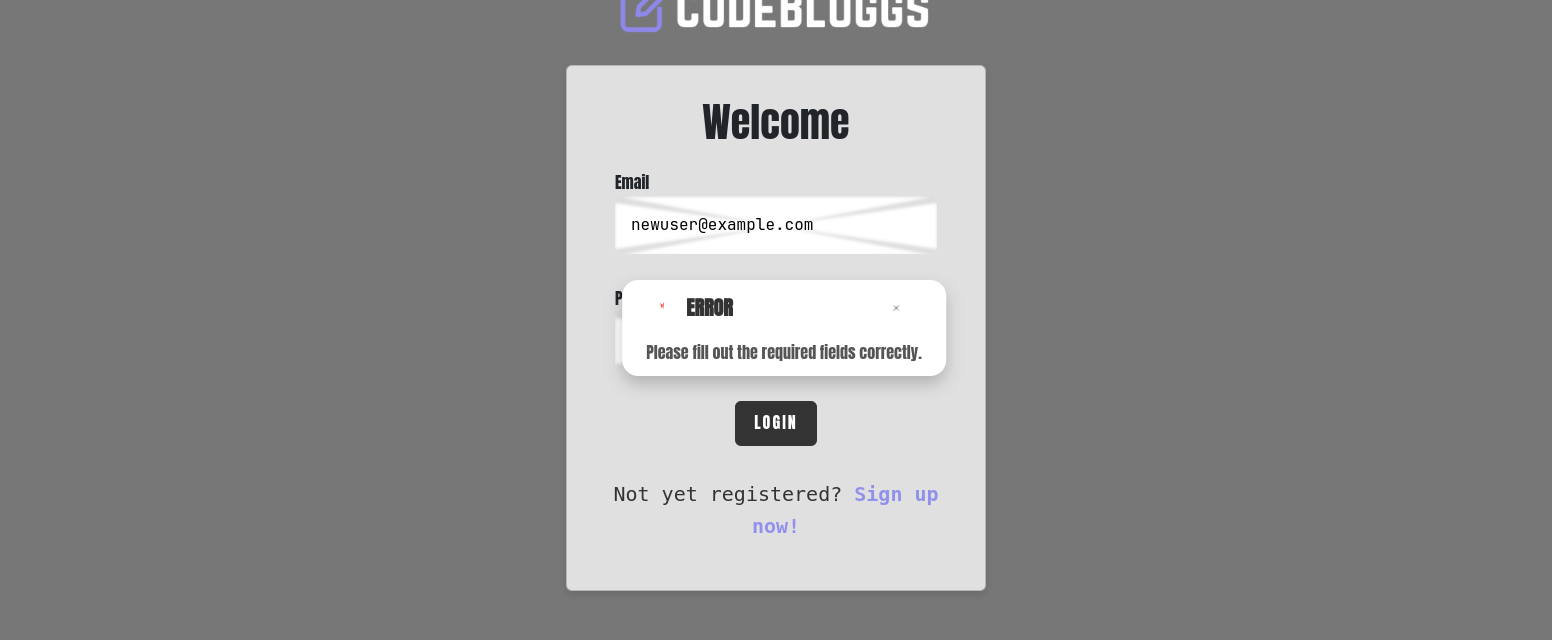 CODEBLOGGS
Welcome
Email
newuser@example.com
P
ERROR
Please fill out the required fields correctly.
LOGIN
Not yet registered? Sign up
now!